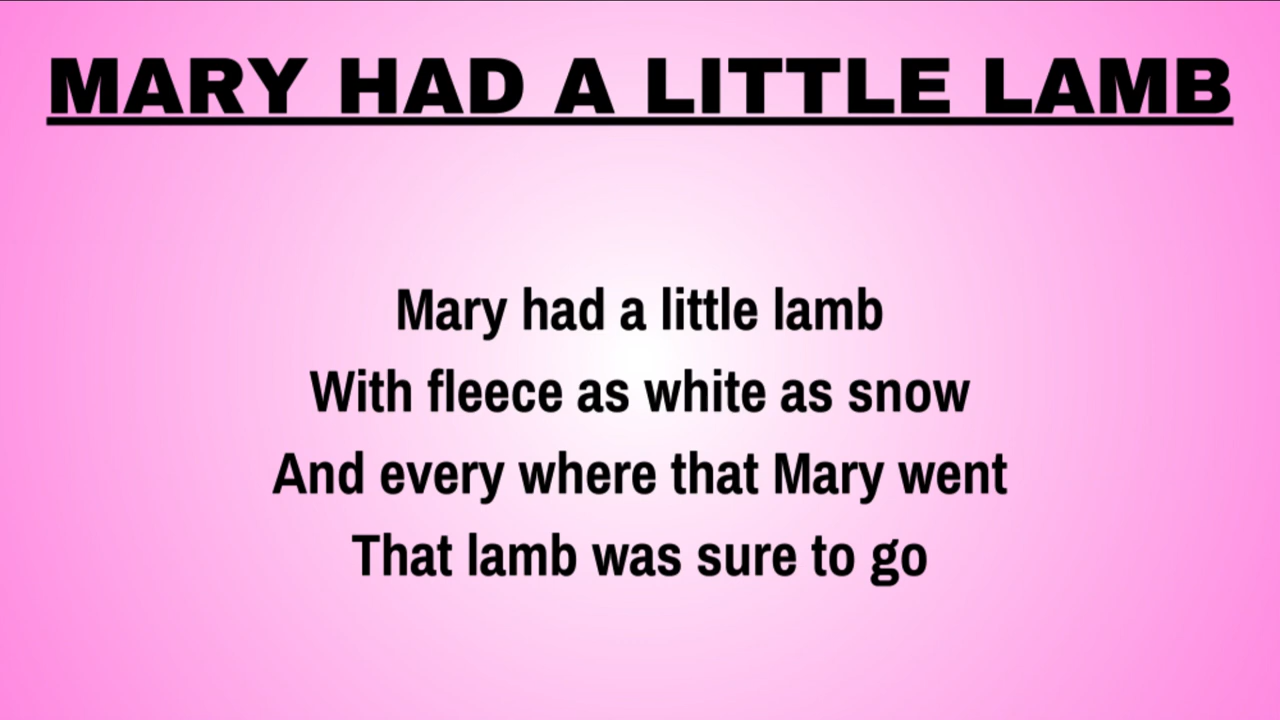 MARY HAD A LITTLE LAMB
Mary had a little lamb
With fleece as white as snow
And every where that Mary went
That lamb was sure to go